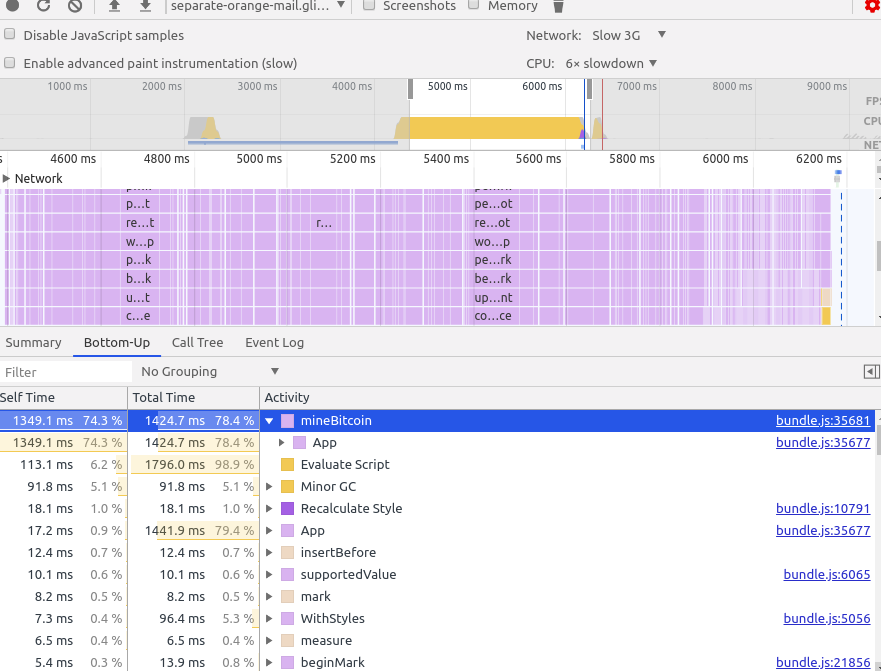 separate-orange-mail.gli... Screenshots Memory
Disable JavaScript samples Network: Slow 3G
Enable advanced paint instrumentation (slow) CPU: 6× slowdown
1000 ms 2000 ms 3000 ms 4000 ms 5000 ms 6000 ms 7000 ms 8000 ms 9000 ms
FPS
CPU
NET
4600 ms 4800 ms 5000 ms 5200 ms 5400 ms 5600 ms 5800 ms 6000 ms 6200 ms
Network
p...t pe...ot
re...t r... re...ot
w...p wo...p
p...k pe...rk
b...k be...rk
u...t up...nt
c...e co...ce
Summary Bottom-Up Call Tree Event Log
Filter No Grouping
Self Time Total Time Activity
1349.1 ms 74.3 % 1424.7 ms 78.4 % mineBitcoin bundle.js:35681
1349.1 ms 74.3 % 1424.7 ms 78.4 % App bundle.js:35677
113.1 ms 6.2 % 1796.0 ms 98.9 % Evaluate Script
91.8 ms 5.1 % 91.8 ms 5.1 % Minor GC
18.1 ms 1.0 % 18.1 ms 1.0 % Recalculate Style bundle.js:10791
17.2 ms 0.9 % 1441.9 ms 79.4 % App bundle.js:35677
12.4 ms 0.7 % 12.4 ms 0.7 % insertBefore
10.1 ms 0.6 % 10.1 ms 0.6 % supportedValue bundle.js:6065
8.2 ms 0.5 % 8.2 ms 0.5 % mark
7.3 ms 0.4 % 96.4 ms 5.3 % WithStyles bundle.js:5056
6.5 ms 0.4 % 6.5 ms 0.4 % measure
5.4 ms 0.3 % 13.9 ms 0.8 % beginMark bundle.js:21856